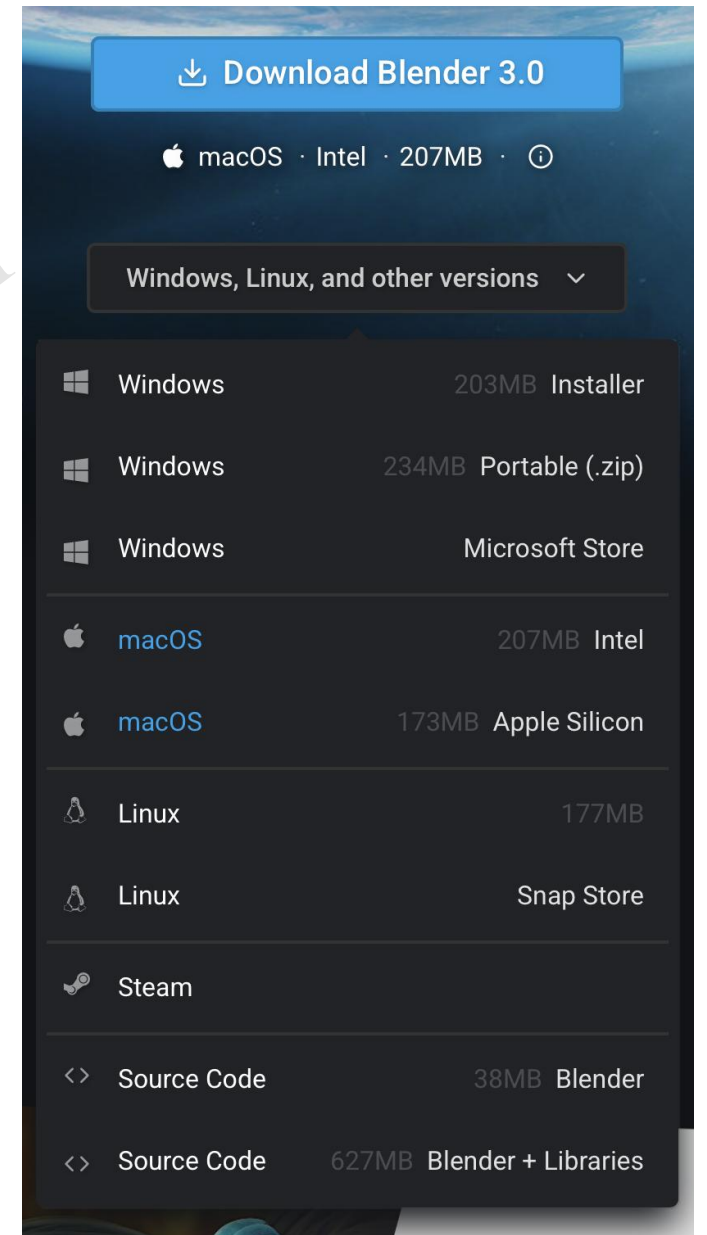 Download Blender 3.0
macOS · Intel · 207MB ·
Windows, Linux, and other versions
Windows 203MB Installer
Windows 234MB Portable (.zip)
Windows Microsoft Store
macOS 207MB Intel
macOS 173MB Apple Silicon
Linux 177MB
Linux Snap Store
Steam
Source Code 38MB Blender
Source Code 627MB Blender + Libraries